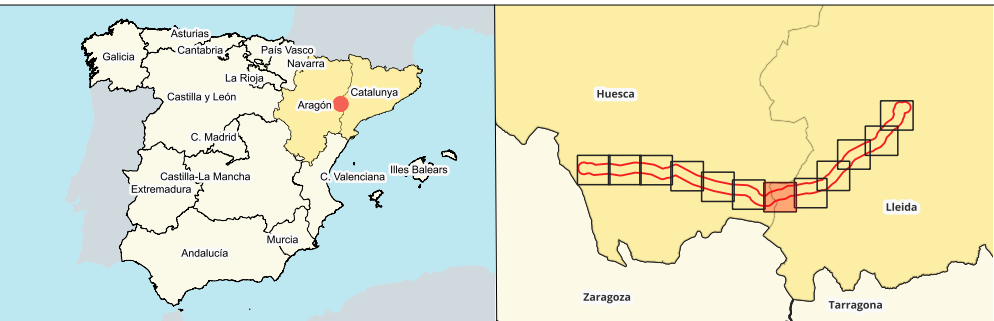 Asturias
Galicia
Cantabria
País Vasco
Navarra
La Rioja
Castilla y León
Catalunya
Aragón
C. Madrid
Castilla-La Mancha
Extremadura
C. Valenciana
Illes Balears
Murcia
Andalucía
Huesca
Lleida
Zaragoza
Tarragona